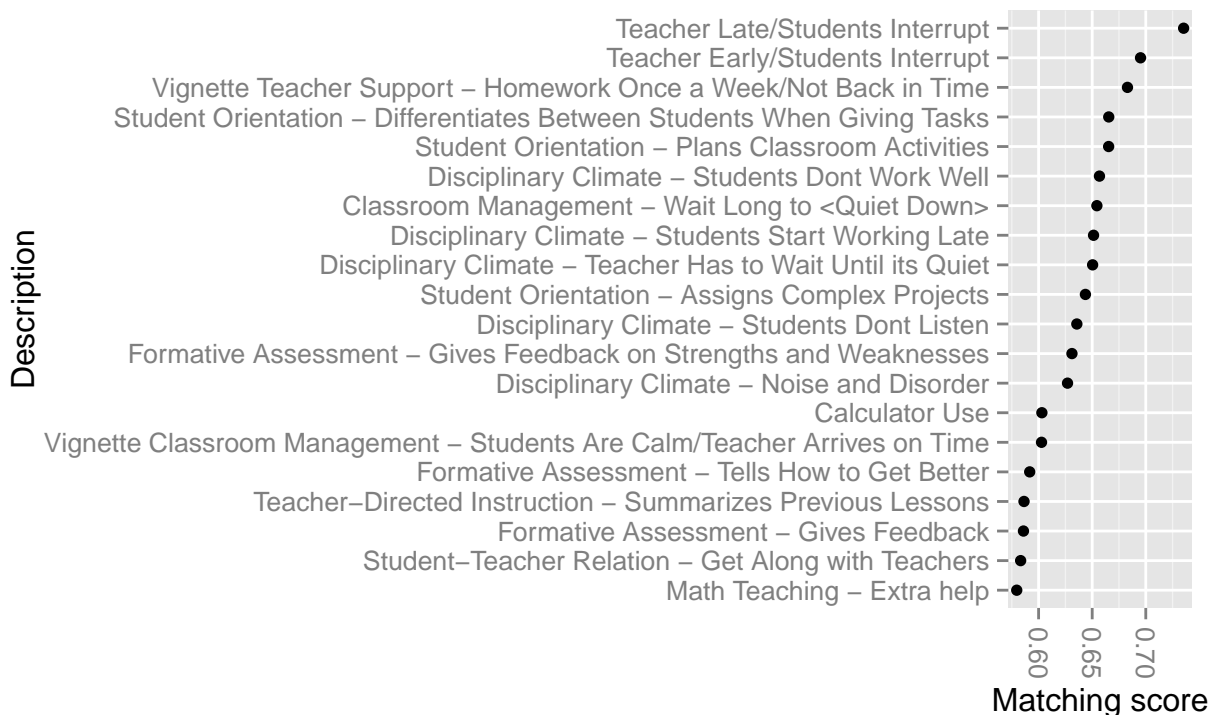 Teacher Late/Students Interrupt
Teacher Early/Students Interrupt
Vignette Teacher Support − Homework Once a Week/Not Back in Time
Student Orientation − Differentiates Between Students When Giving Tasks
Student Orientation − Plans Classroom Activities
Disciplinary Climate − Students Dont Work Well
Classroom Management − Wait Long to <Quiet Down>
Disciplinary Climate − Students Start Working Late
Disciplinary Climate − Teacher Has to Wait Until its Quiet
Student Orientation − Assigns Complex Projects
Disciplinary Climate − Students Dont Listen
Formative Assessment − Gives Feedback on Strengths and Weaknesses
Disciplinary Climate − Noise and Disorder
Calculator Use
Vignette Classroom Management − Students Are Calm/Teacher Arrives on Time
Formative Assessment − Tells How to Get Better
Teacher−Directed Instruction − Summarizes Previous Lessons
Formative Assessment − Gives Feedback
Student−Teacher Relation − Get Along with Teachers
Math Teaching − Extra help
Description
0.60
0.65
0.70
Matching score